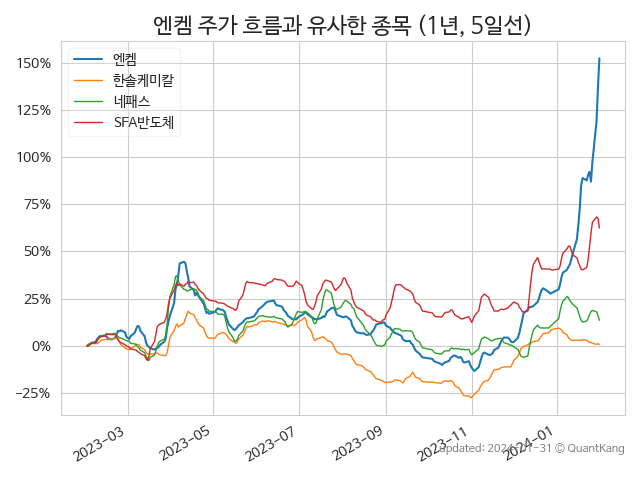 엔켐 주가 흐름과 유사한 종목 (1년, 5일선)
엔켐
한솔케미칼
네패스
SFA반도체
150%
125%
100%
75%
50%
25%
0%
−25%
2023-03
2023-05
2023-07
2023-09
2023-11
2024-01
updated: 2024-01-31 © QuantKang